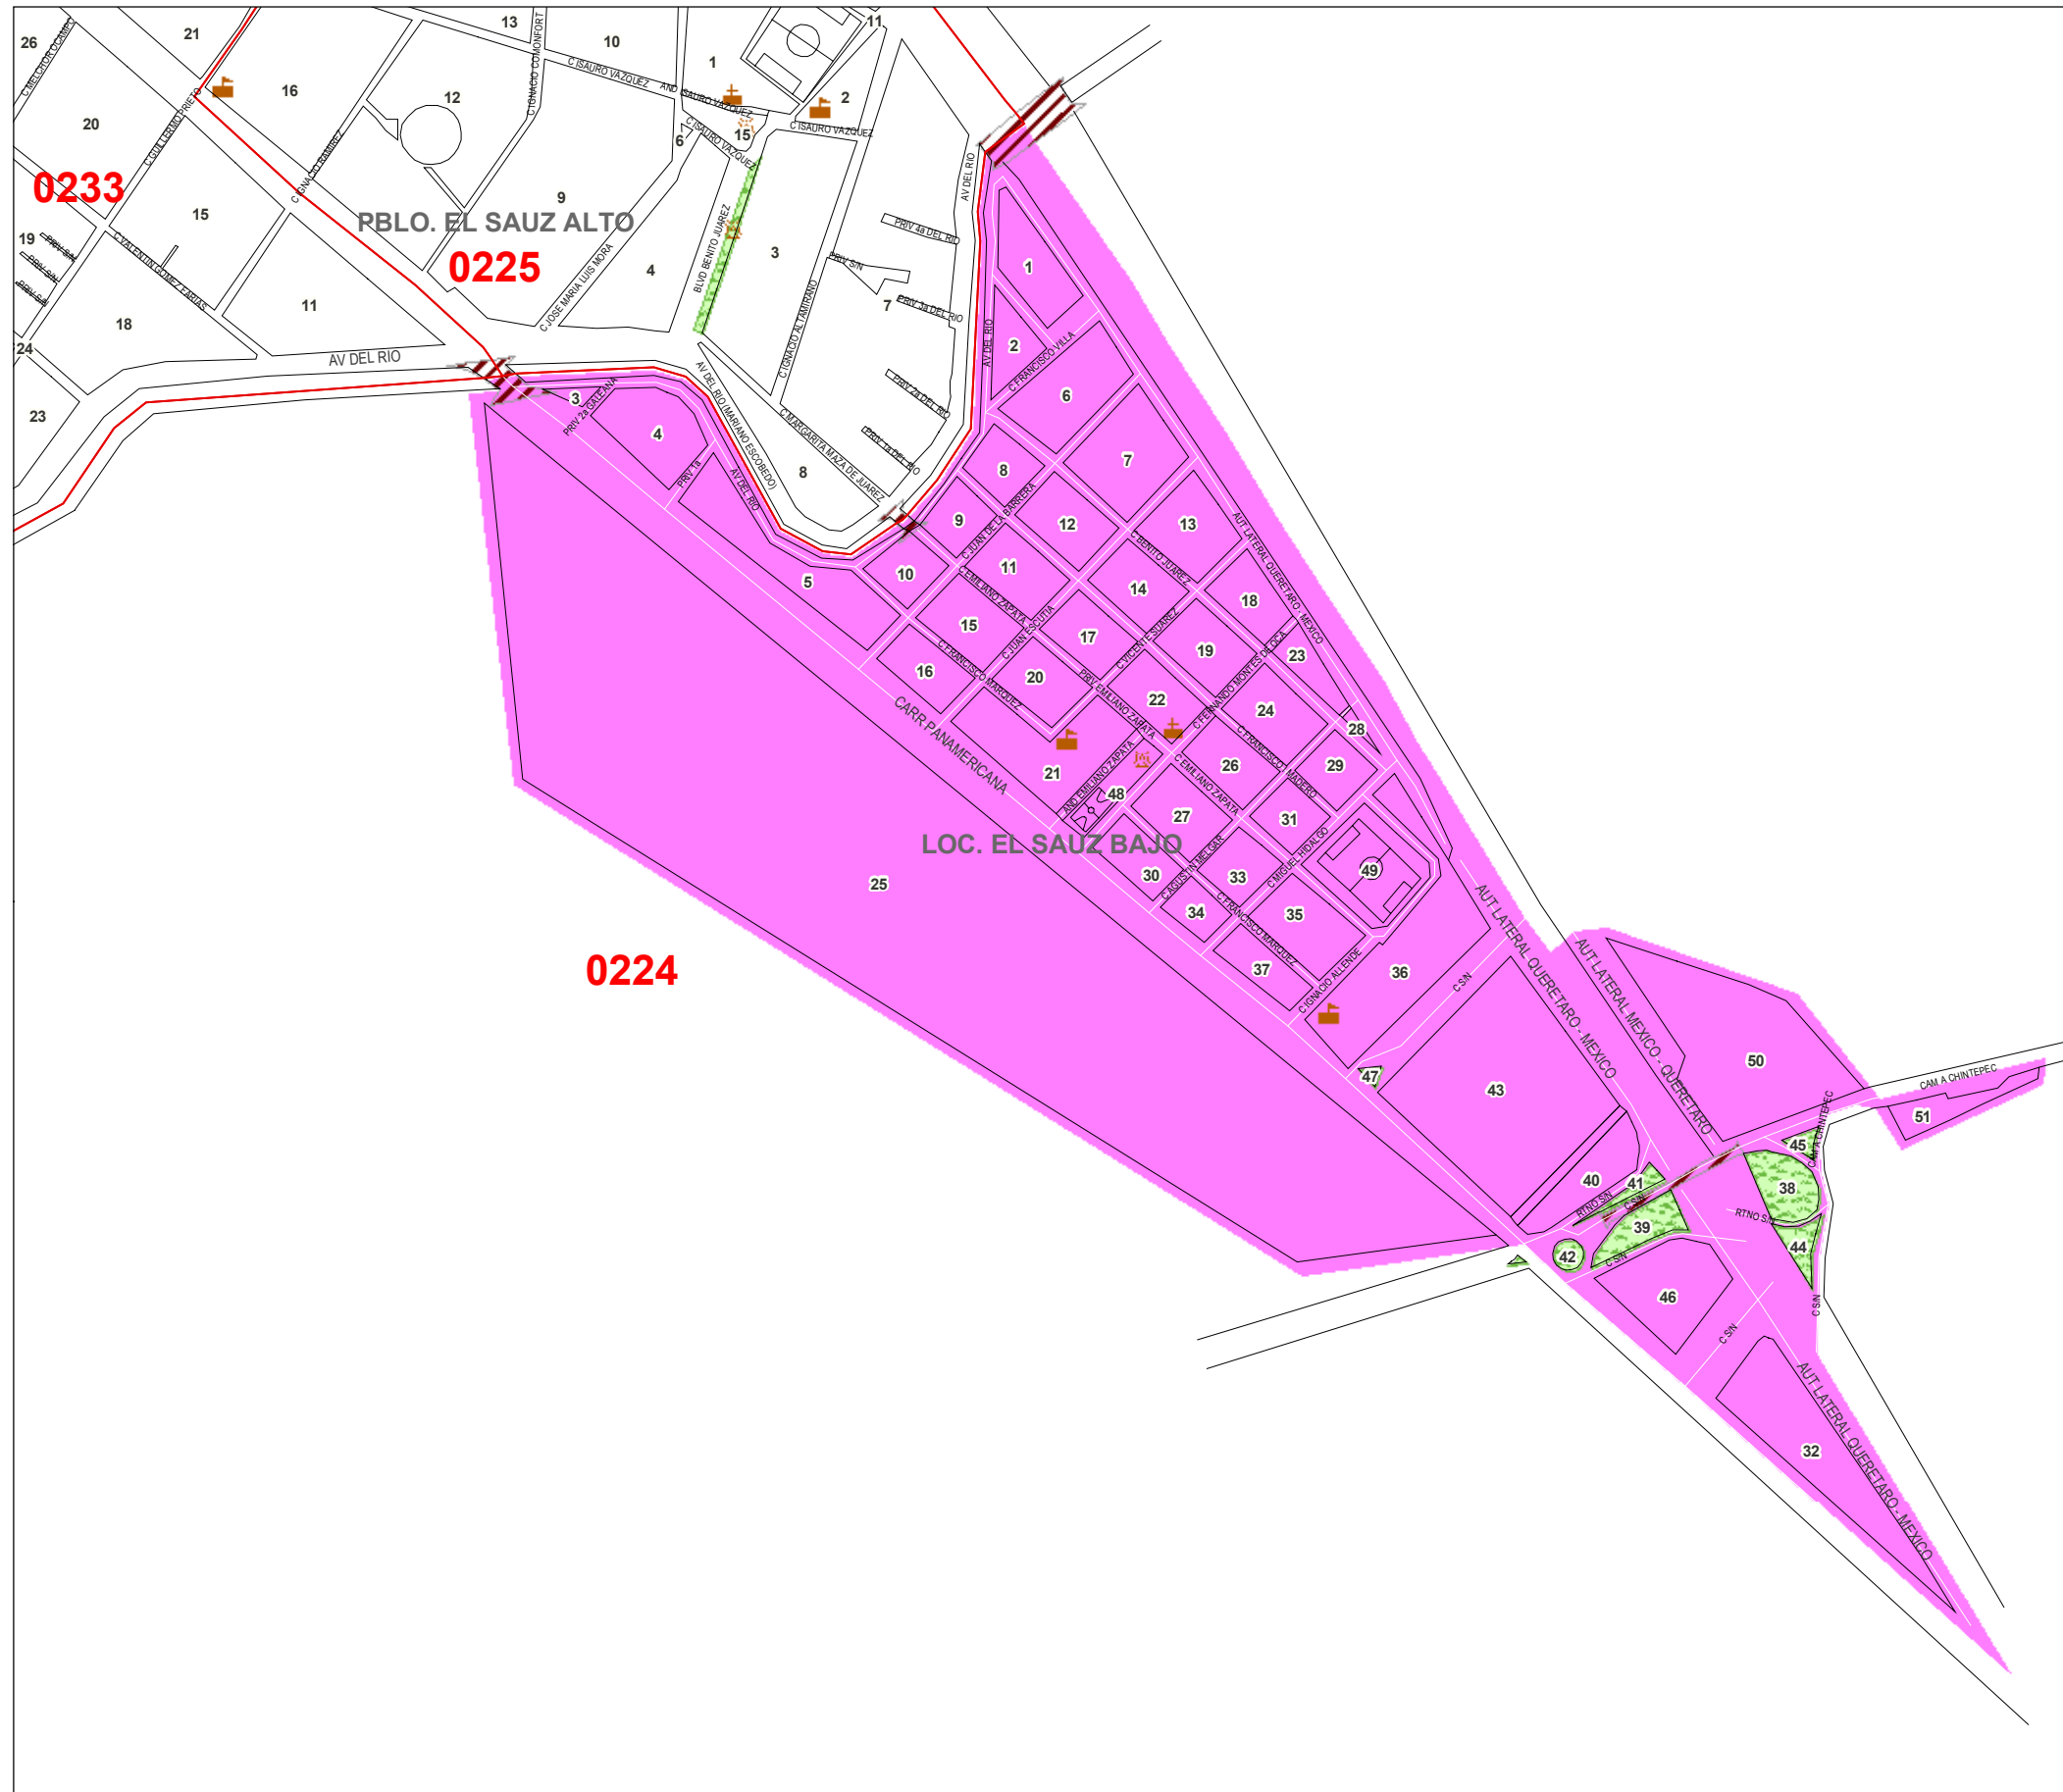 26
C MELCHOR OCAMPO
21
13
C IGNACIO COMONFORT
10
11
1
C ISAURO VAZQUEZ
AND ISAURO VAZQUEZ
16
12
2
20
C GUILLERMO PRIETO
C IGNACIO RAMIREZ
6
C ISAURO VAZQUEZ
15
C ISAURO VAZQUEZ
AV DEL RIO
0233
15
9
PBLO. EL SAUZ ALTO
0225
BLVD BENITO JUAREZ
PRIV 4a DEL RIO
19
PRIV S/N
PRIV S/N
PRIV S/N
C VALENTIN GOMEZ FARIAS
C JOSE MARIA LUIS MORA
4
3
PRIV S/N
1
11
18
C IGNACIO ALTAMIRANO
7
PRIV 3a DEL RIO
24
AV DEL RIO
AV DEL RIO
2
C FRANCISCO VILLA
23
3
PRIV 2a GALEANA
4
AV DEL RIO (MARIANO ESCOBEDO)
PRIV 2a DEL RIO
6
C MARGARITA MAZA DE JUAREZ
PRIV 1a DEL RIO
PRIV 1a
AV DEL RIO
8
8
7
9
C JUAN DE LA BARRERA
12
13
AUT LATERAL QUERETARO - MEXICO
C BENITO JUAREZ
5
10
11
C EMILIANO ZAPATA
14
18
15
C JUAN ESCUTIA
17
C VICENTE SUAREZ
19
23
C FERNANDO MONTES DE OCA
16
C FRANCISCO MARQUEZ
20
PRIV EMILIANO ZAPATA
22
24
28
CARR PANAMERICANA
21
AND EMILIANO ZAPATA
C EMILIANO ZAPATA
26
C FRANCISCO I MADERO
29
48
27
31
LOC. EL SAUZ BAJO
C MIGUEL HIDALGO
25
30
C AGUSTIN MELGAR
33
49
34
C FRANCISCO MARQUEZ
35
AUT LATERAL QUERETARO - MEXICO
AUT LATERAL MEXICO - QUERETARO
0224
37
C IGNACIO ALLENDE
36
C S/N
50
47
43
CAM A CHINTEPEC
51
CAM A CHINTEPEC
45
40
41
38
RTNO S/N
C S/N
39
RTNO S/N
42
C S/N
44
46
C S/N
C S/N
AUT LATERAL QUERETARO - MEXICO
32